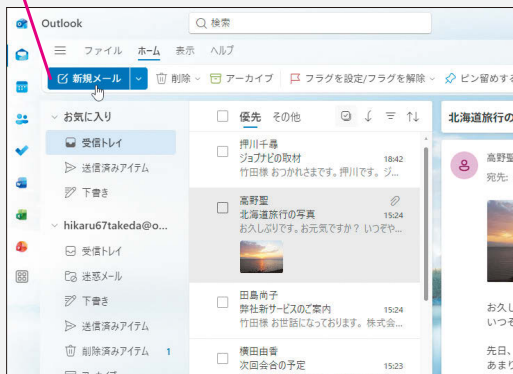 Outlook
検索
ファイル ホーム 表示 ヘルプ
新規メール 削除 アーカイブ フラグを設定/フラグを解除 ピン留めする
お気に入り
受信トレイ
送信済みアイテム
下書き
hikaru67takeda@o...
受信トレイ
迷惑メール
下書き
送信済みアイテム
削除済みアイテム 1
優先 その他
押川千尋
ジョブナビの取材 18:42
竹田様 おつかれさまです。押川です。ジ...
高野聖
北海道旅行の写真 15:24
お久しぶりです。お元気ですか？ いつぞや...
田島尚子
弊社新サービスのご案内 15:24
竹田様 お世話になっております。株式会...
横田由香
次回会合の予定 15:23
北海道旅行の
高野聖
宛先:
お久し
いつぞ
先日、
あまり